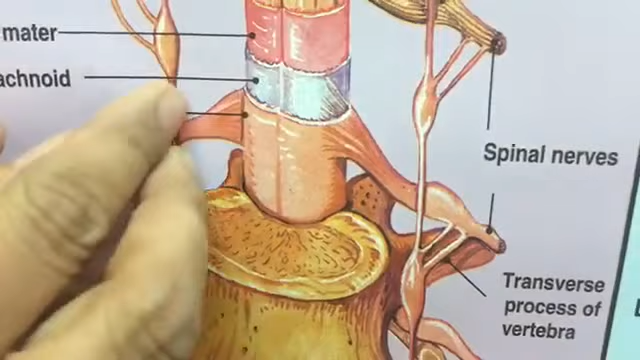 mater
achnoid
Spinal nerves
Transverse
process of
vertebra